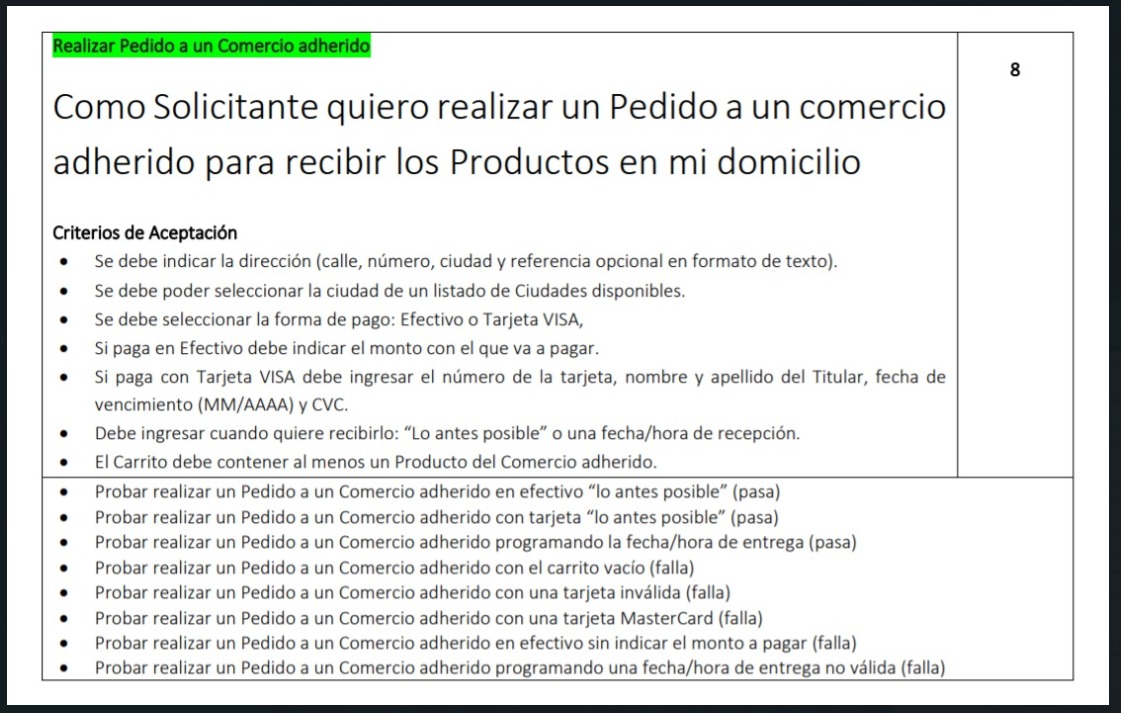 Realizar Pedido a un Comercio adherido
8
Como Solicitante quiero realizar un Pedido a un comercio
adherido para recibir los Productos en mi domicilio
Criterios de Aceptación
• Se debe indicar la dirección (calle, número, ciudad y referencia opcional en formato de texto).
• Se debe poder seleccionar la ciudad de un listado de Ciudades disponibles.
• Se debe seleccionar la forma de pago: Efectivo o Tarjeta VISA,
• Si paga en Efectivo debe indicar el monto con el que va a pagar.
• Si paga con Tarjeta VISA debe ingresar el número de la tarjeta, nombre y apellido del Titular, fecha de
vencimiento (MM/AAAA) y CVC.
• Debe ingresar cuando quiere recibirlo: “Lo antes posible” o una fecha/hora de recepción.
• El Carrito debe contener al menos un Producto del Comercio adherido.
• Probar realizar un Pedido a un Comercio adherido en efectivo “lo antes posible” (pasa)
• Probar realizar un Pedido a un Comercio adherido con tarjeta “lo antes posible” (pasa)
• Probar realizar un Pedido a un Comercio adherido programando la fecha/hora de entrega (pasa)
• Probar realizar un Pedido a un Comercio adherido con el carrito vacío (falla)
• Probar realizar un Pedido a un Comercio adherido con una tarjeta inválida (falla)
• Probar realizar un Pedido a un Comercio adherido con una tarjeta MasterCard (falla)
• Probar realizar un Pedido a un Comercio adherido en efectivo sin indicar el monto a pagar (falla)
• Probar realizar un Pedido a un Comercio adherido programando una fecha/hora de entrega no válida (falla)